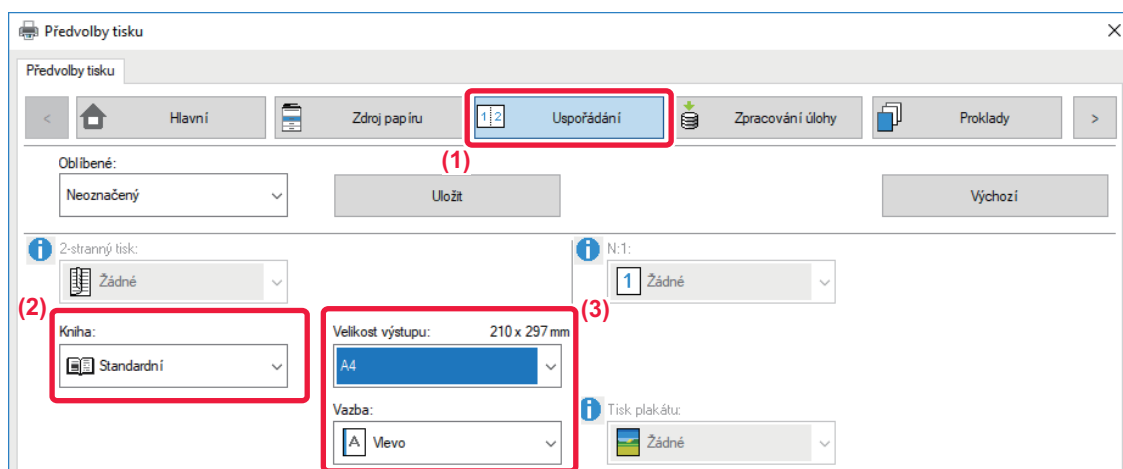 Předvolby tisku
Předvolby tisku
< Hlavní Zdroj papíru 1 2 Uspořádání Zpracování úlohy Proklady >
(1)
Oblíbené:
Neoznačený Uložit Výchozí
2-stranný tisk: N:1:
Žádné 1 Žádné
(2) (3)
Kniha: Velikost výstupu: 210 x 297 mm
Standardní A4
Vazba: Tisk plakátu:
A Vlevo Žádné